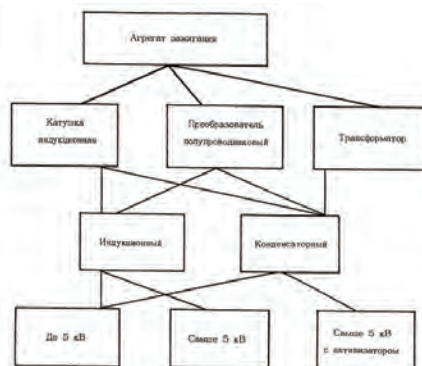 Агрегат зажигания
Катушка
индукционная
Преобразователь
полупроводниковый
Трансформатор
Индукционный
Конденсаторный
До 5 кВ
Свыше 5 кВ
Свыше 5 кВ
с активизатором